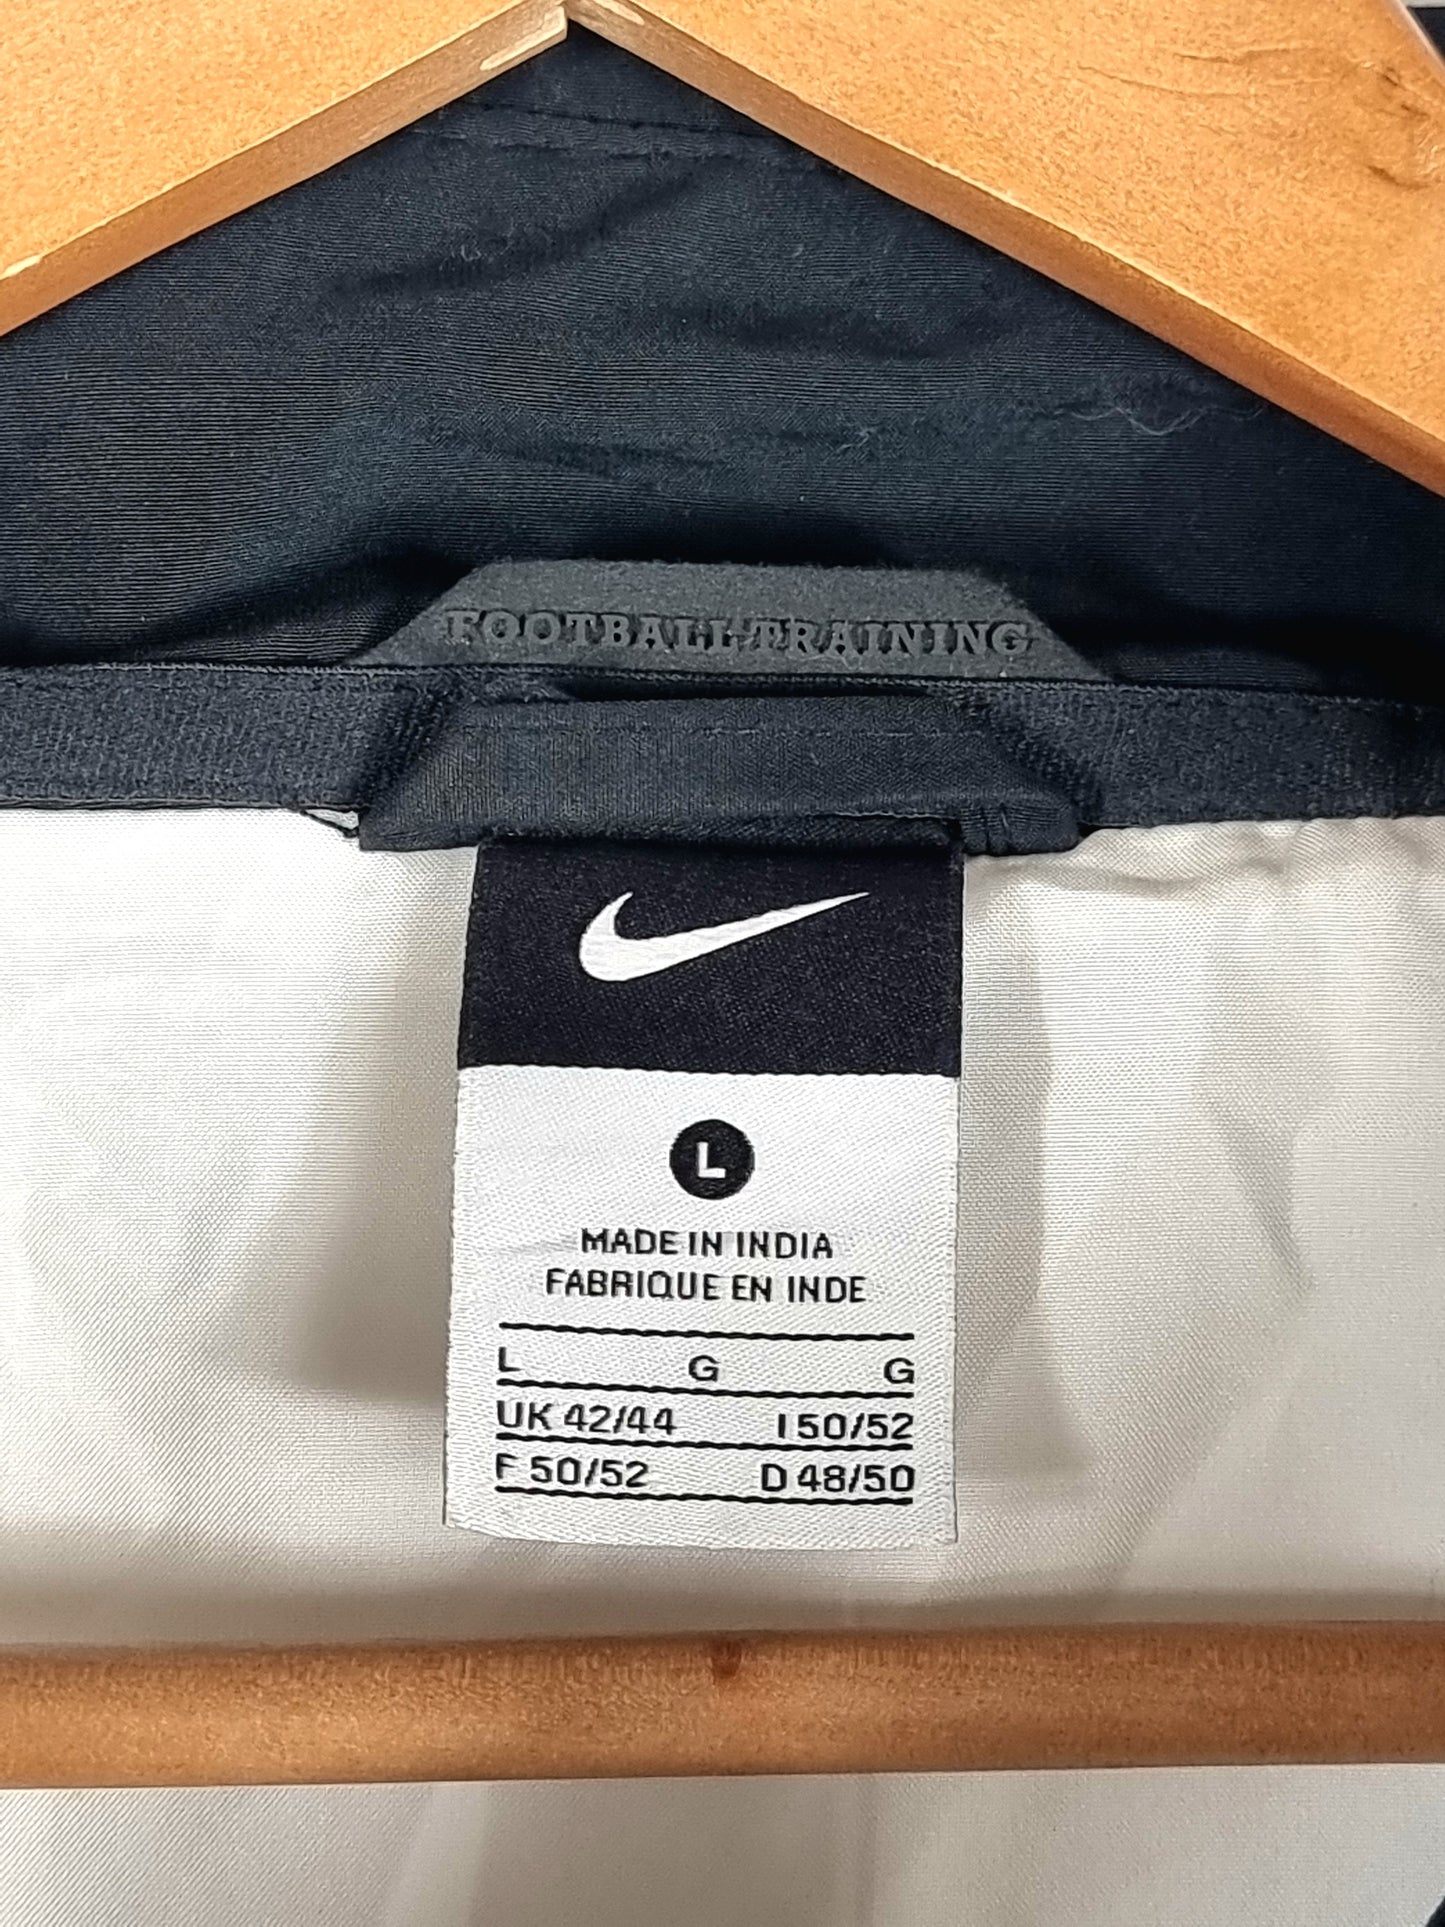 FOOTBALL TRAINING
L
MADE IN INDIA
FABRIQUE EN INDE
L G G
UK 42/44 I 50/52
F 50/52 D 48/50